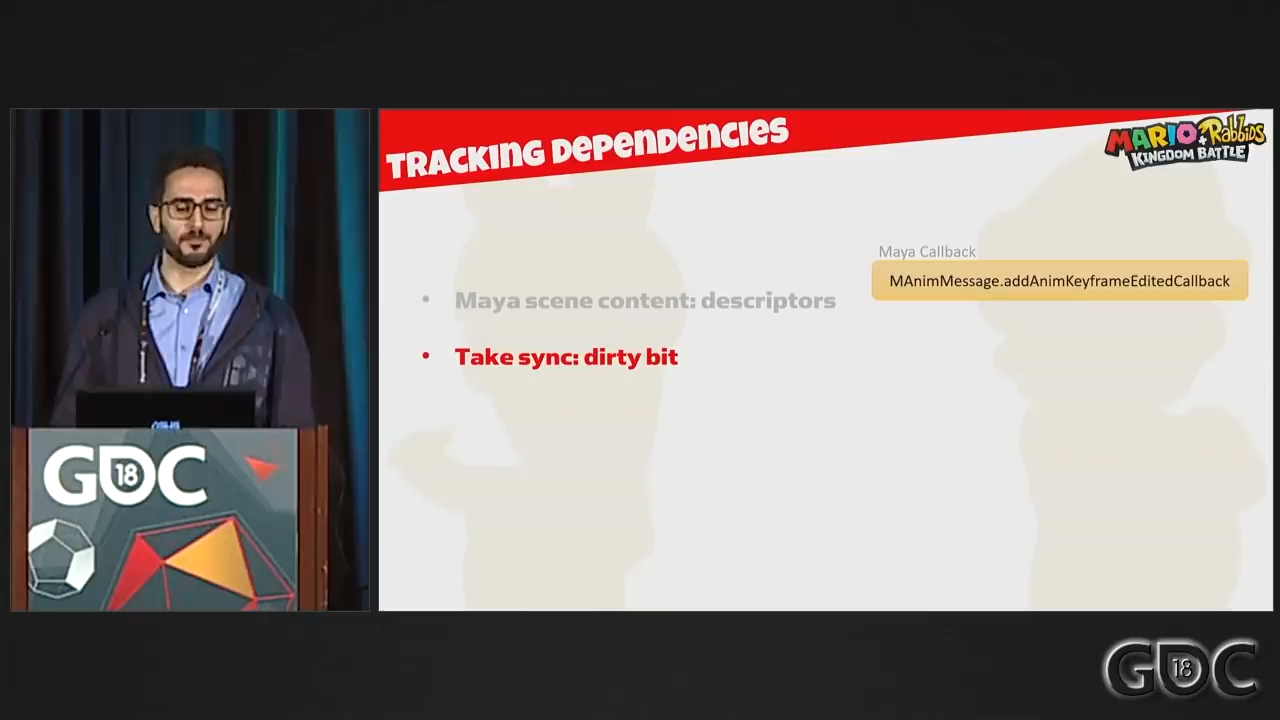 TRACKING DEPENDENCIES
MARIO + Rabbids
KINGDOM BATTLE
Maya Callback
MAnimMessage.addAnimKeyframeEditedCallback
• Maya scene content: descriptors
• Take sync: dirty bit
GDC 18
GDC 18